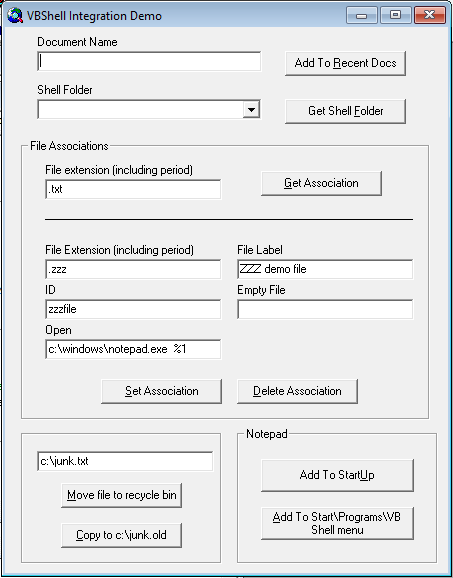 VBShell Integration Demo
Document Name
Add To Recent Docs
Shell Folder
Get Shell Folder
File Associations
File extension (including period)
.txt
Get Association
File Extension (including period)
File Label
.zzz
ZZZ demo file
ID
Empty File
zzzfile
Open
c:\windows\notepad.exe %1
Set Association
Delete Association
c:\junk.txt
Move file to recycle bin
Copy to c:\junk.old
Notepad
Add To StartUp
Add To Start\Programs\VB
Shell menu